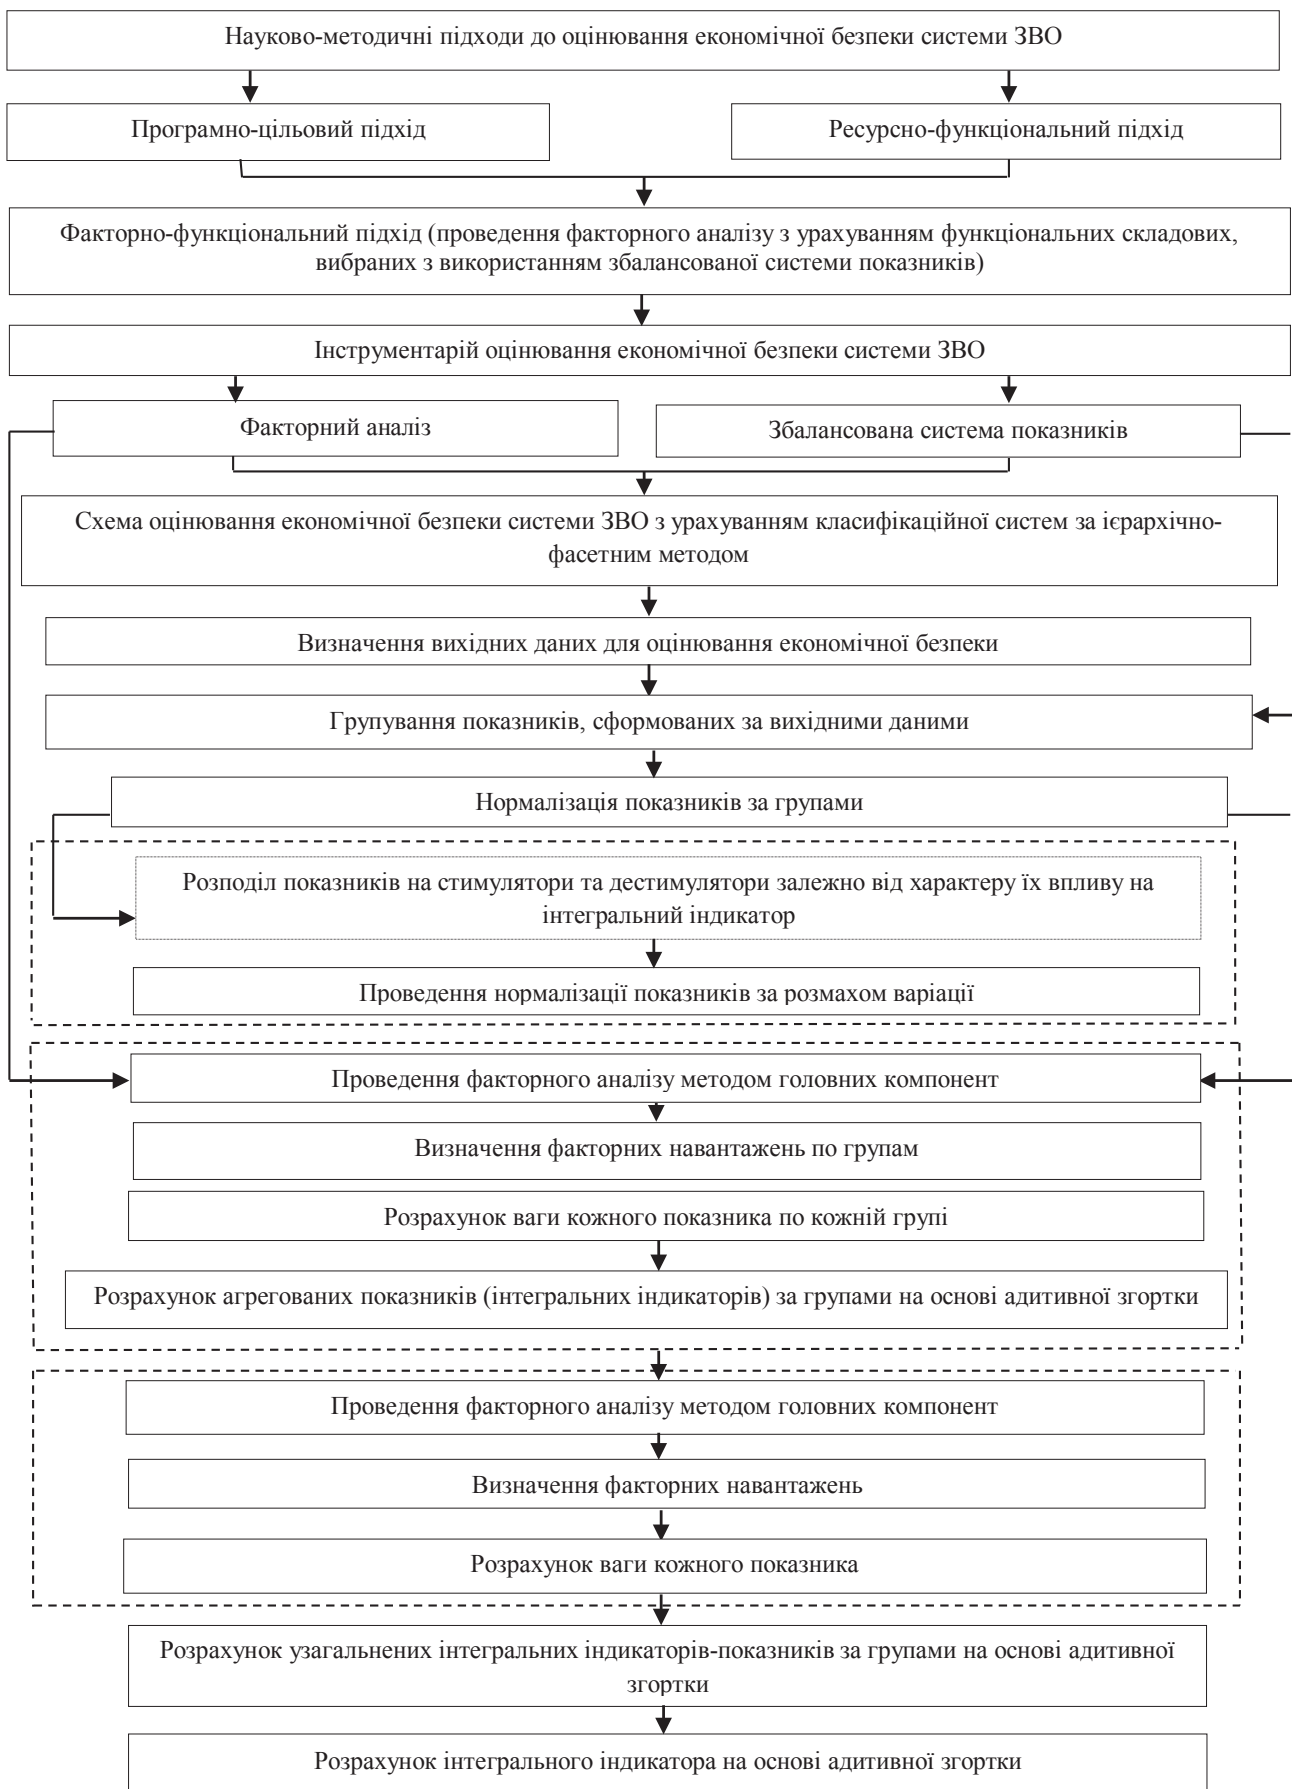 Науково-методичні підходи до оцінювання економічної безпеки системи ЗВО
Програмно-цільовий підхід
Ресурсно-функціональний підхід
Факторно-функціональний підхід (проведення факторного аналізу з урахуванням функціональних складових,
вибраних з використанням збалансованої системи показників)
Інструментарій оцінювання економічної безпеки системи ЗВО
Факторний аналіз
Збалансована система показників
Схема оцінювання економічної безпеки системи ЗВО з урахуванням класифікаційної систем за ієрархічно-
фасетним методом
Визначення вихідних даних для оцінювання економічної безпеки
Групування показників, сформованих за вихідними даними
Нормалізація показників за групами
Розподіл показників на стимулятори та дестимулятори залежно від характеру їх впливу на
інтегральний індикатор
Проведення нормалізації показників за розмахом варіації
Проведення факторного аналізу методом головних компонент
Визначення факторних навантажень по групам
Розрахунок ваги кожного показника по кожній групі
Розрахунок агрегованих показників (інтегральних індикаторів) за групами на основі адитивної згортки
Проведення факторного аналізу методом головних компонент
Визначення факторних навантажень
Розрахунок ваги кожного показника
Розрахунок узагальнених інтегральних індикаторів-показників за групами на основі адитивної
згортки
Розрахунок інтегрального індикатора на основі адитивної згортки